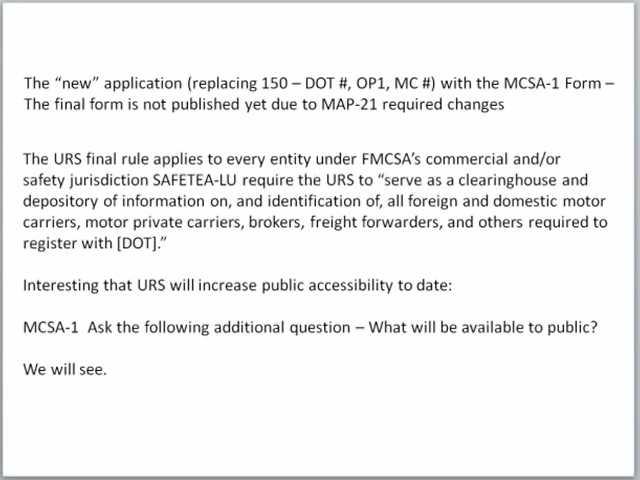 The “new” application (replacing 150 – DOT #, OP1, MC #) with the MCSA-1 Form –
The final form is not published yet due to MAP-21 required changes
The URS final rule applies to every entity under FMCSA’s commercial and/or
safety jurisdiction SAFETEA-LU require the URS to “serve as a clearinghouse and
depository of information on, and identification of, all foreign and domestic motor
carriers, motor private carriers, brokers, freight forwarders, and others required to
register with [DOT].”
Interesting that URS will increase public accessibility to date:
MCSA-1  Ask the following additional question – What will be available to public?
We will see.